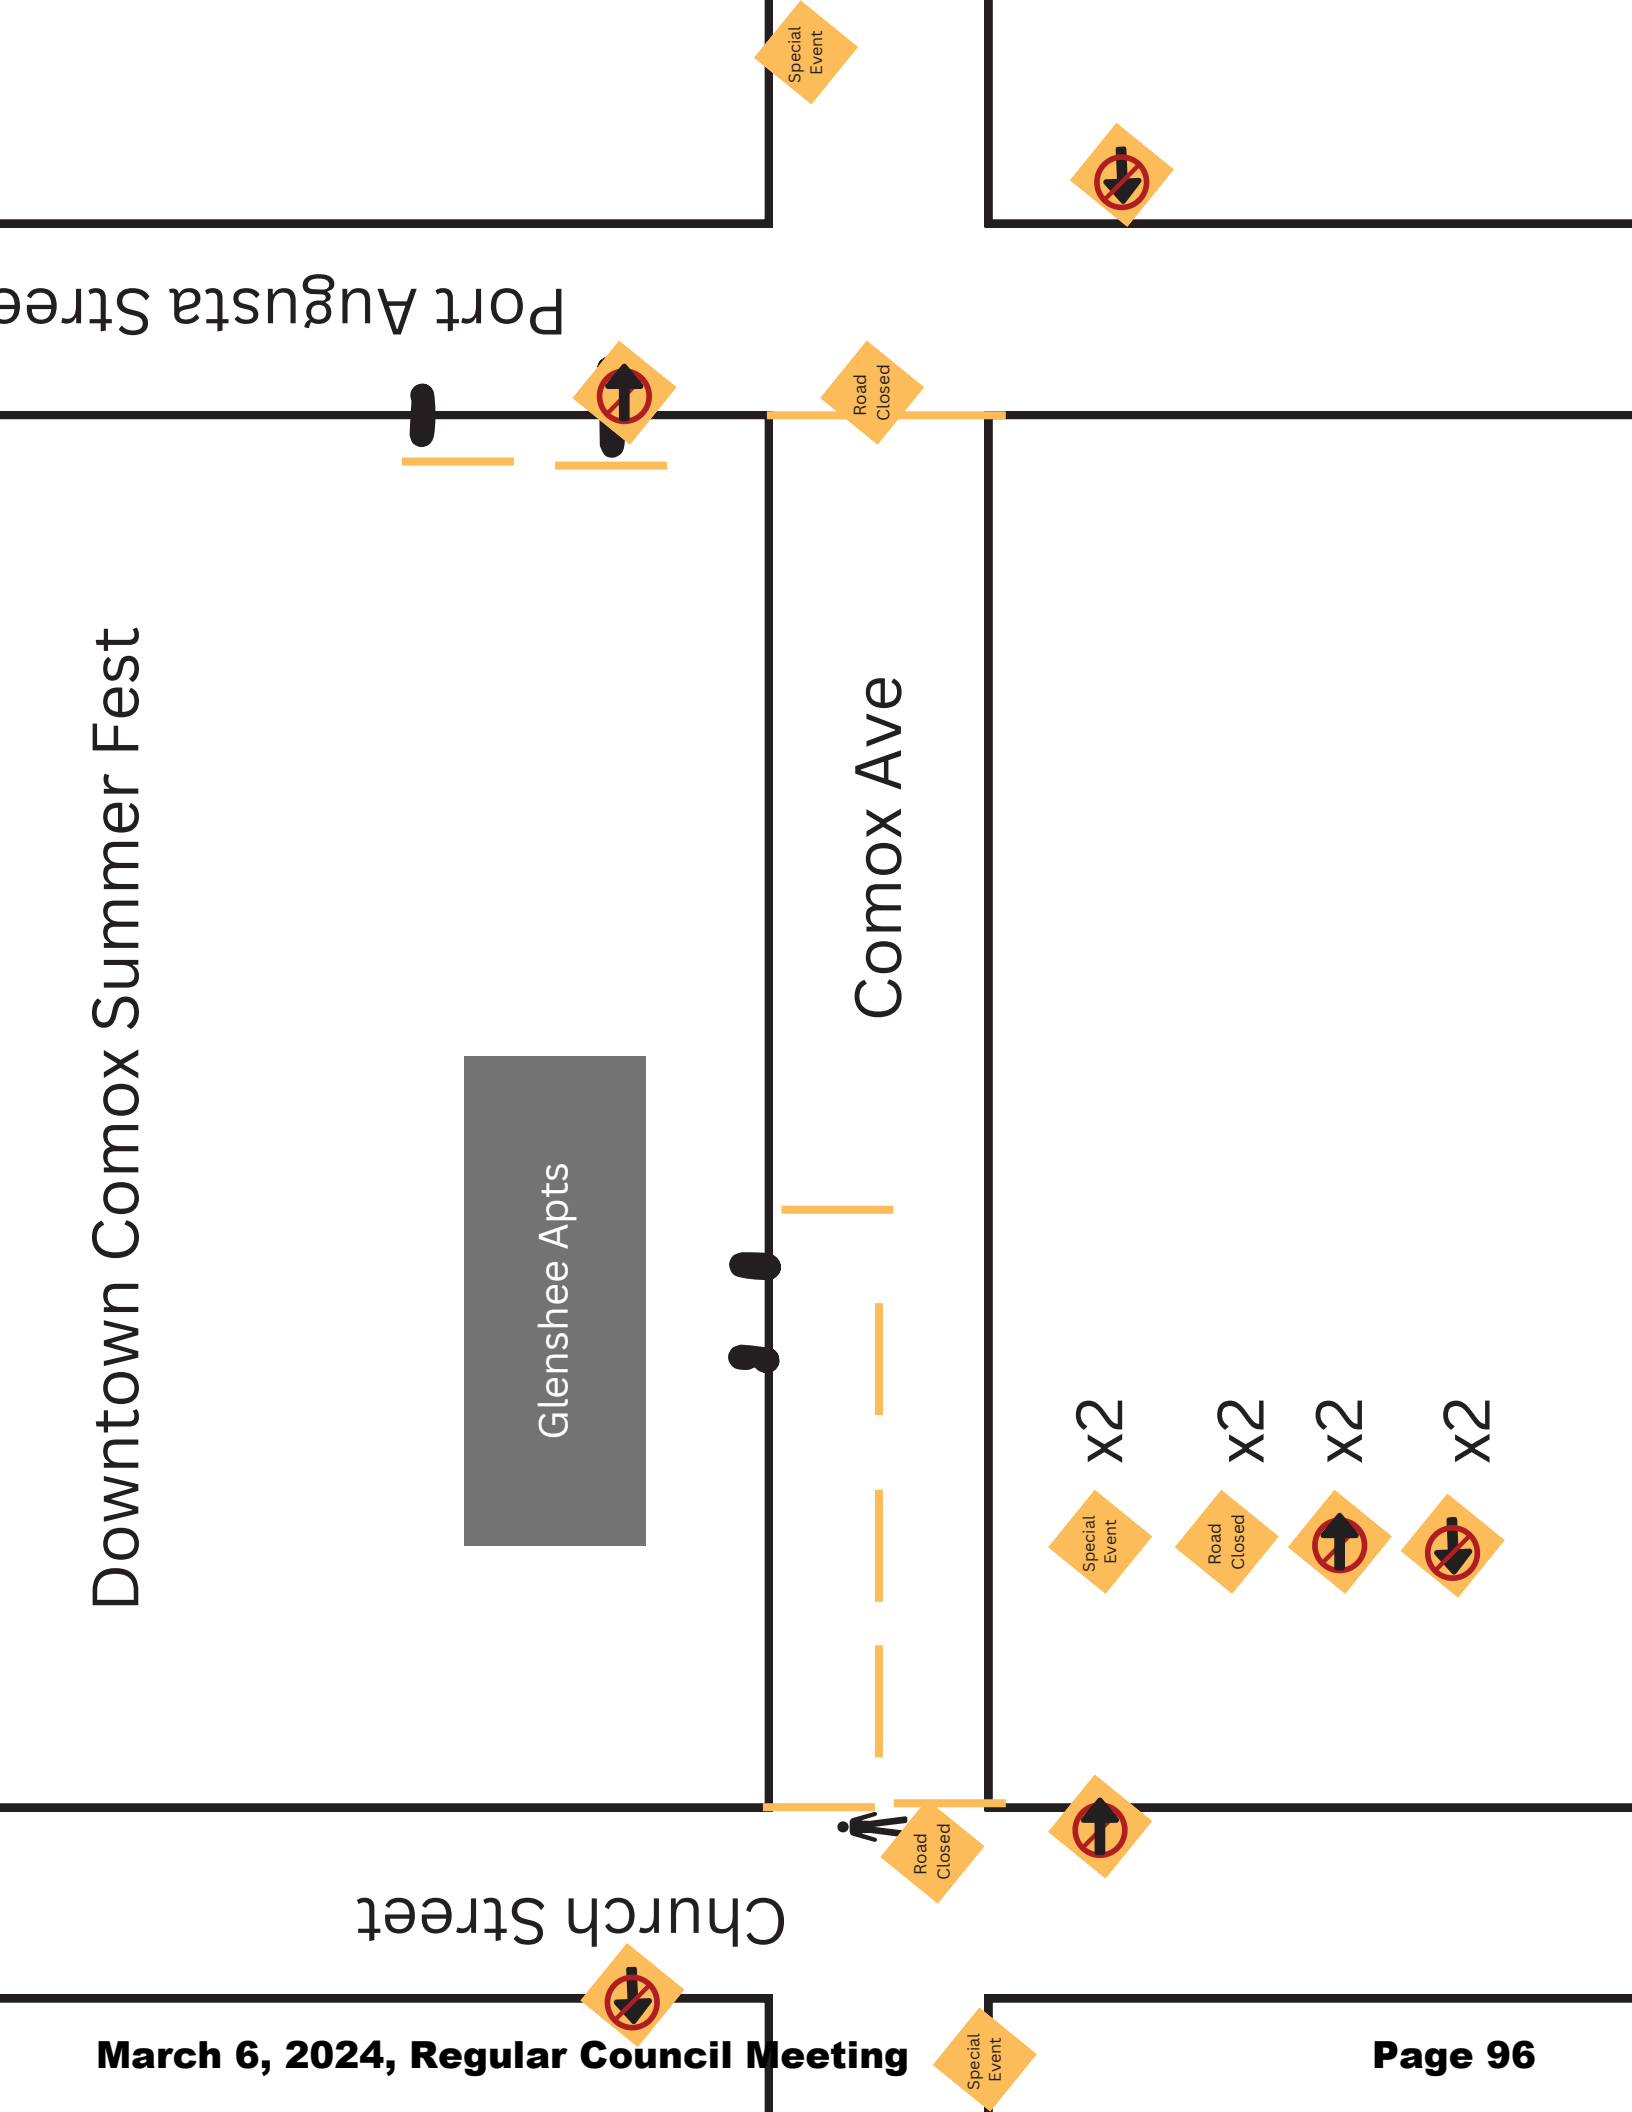 Downtown Comox Summer Fest
Special
Event
Port Augusta Stree
Road
Closed
Comox Ave
Glenshee Apts
x2
x2
x2
x2
Special
Event
Road
Closed
Road
Closed
Church Street
Special
Event
March 6, 2024, Regular Council Meeting
Page 96